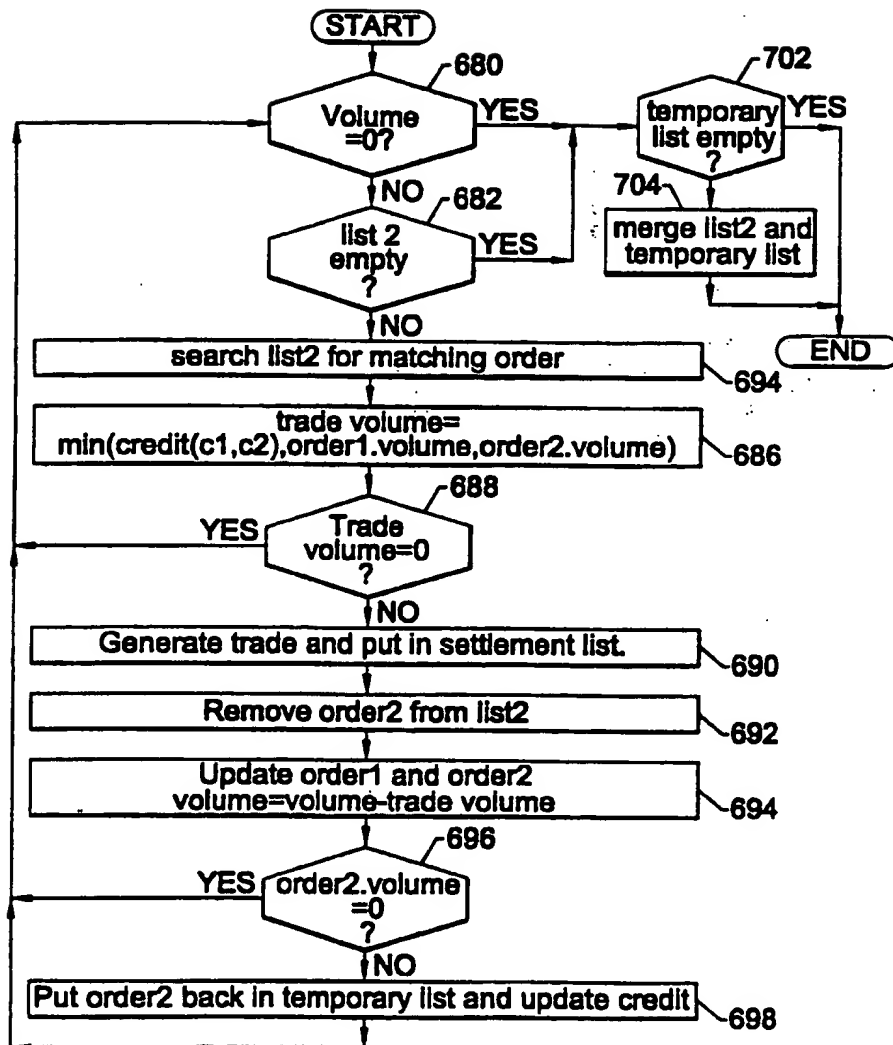 START
680
Volume
=0?
YES
702
temporary
list empty
?
YES
NO
682
list 2
empty
?
YES
704
merge list2 and
temporary list
NO
END
search list2 for matching order
694
trade volume=
min(credit(c1,c2),order1.volume,order2.volume)
686
688
Trade
volume=0
?
YES
NO
Generate trade and put in settlement list.
690
Remove order2 from list2
692
Update order1 and order2
volume=volume-trade volume
694
696
order2.volume
=0
?
YES
NO
Put order2 back in temporary list and update credit
698